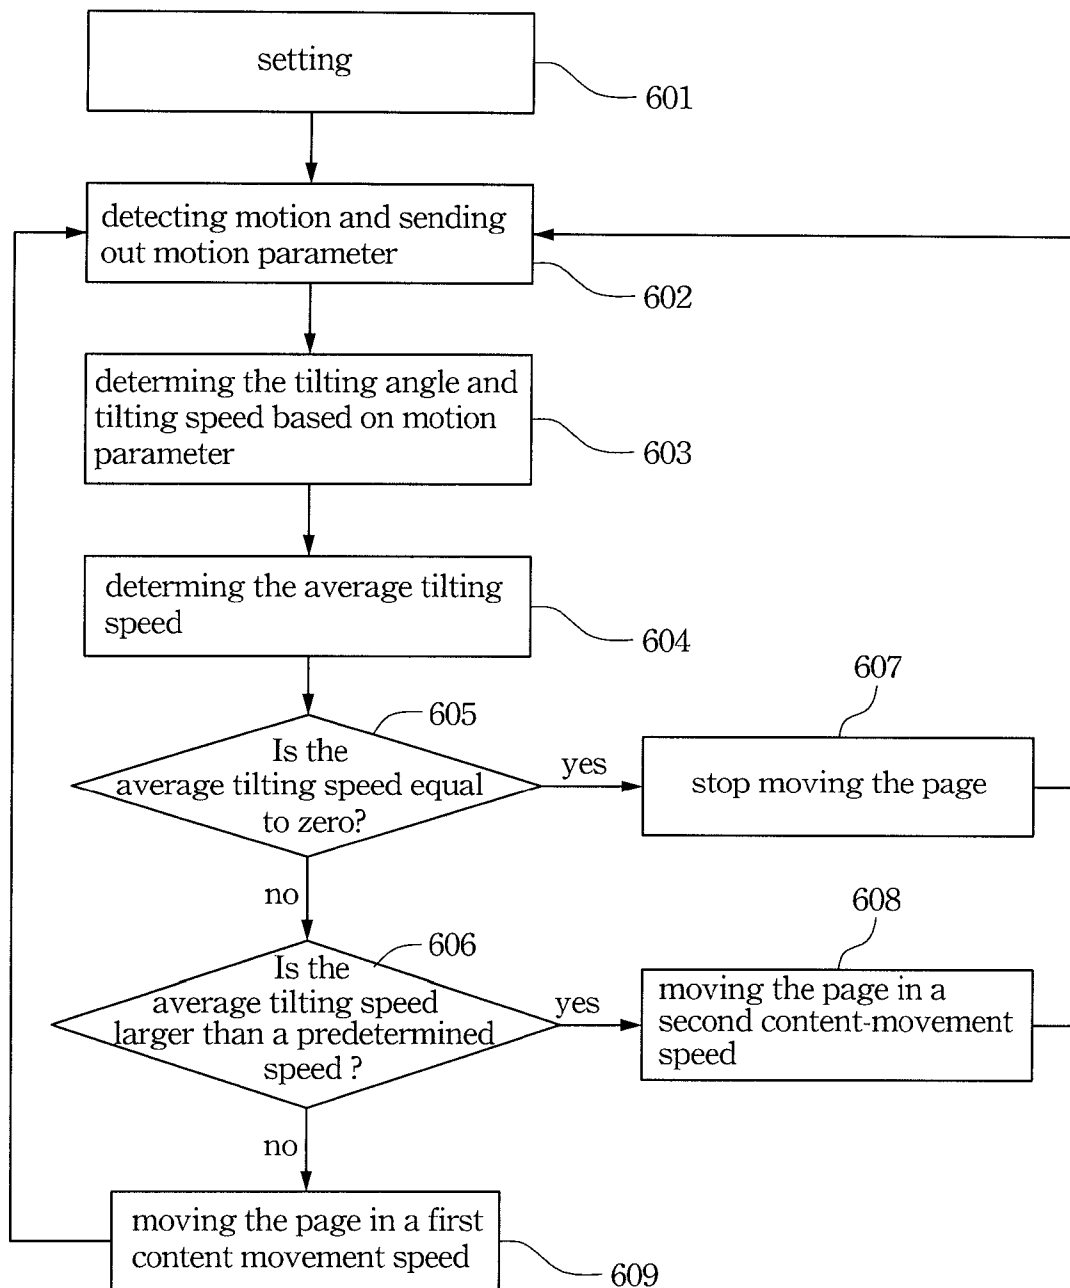 setting
601
detecting motion and sending
out motion parameter
602
determing the tilting angle and
tilting speed based on motion
parameter
603
determing the average tilting
speed
604
605
Is the
average tilting speed equal
to zero?
yes
607
stop moving the page
no
606
Is the
average tilting speed
larger than a predetermined
speed ?
yes
608
moving the page in a
second content-movement
speed
no
moving the page in a first
content movement speed
609